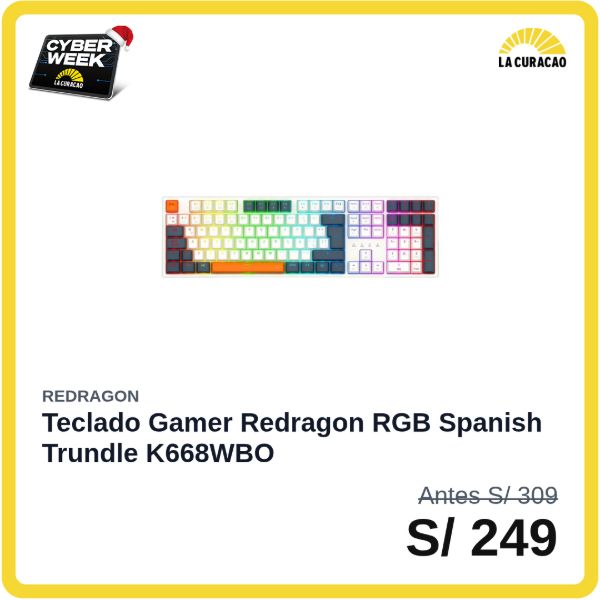 CYBER
WEEK
LA CURACAO
LA CURACAO
REDRAGON
Teclado Gamer Redragon RGB Spanish
Trundle K668WBO
Antes S/ 309
S/ 249